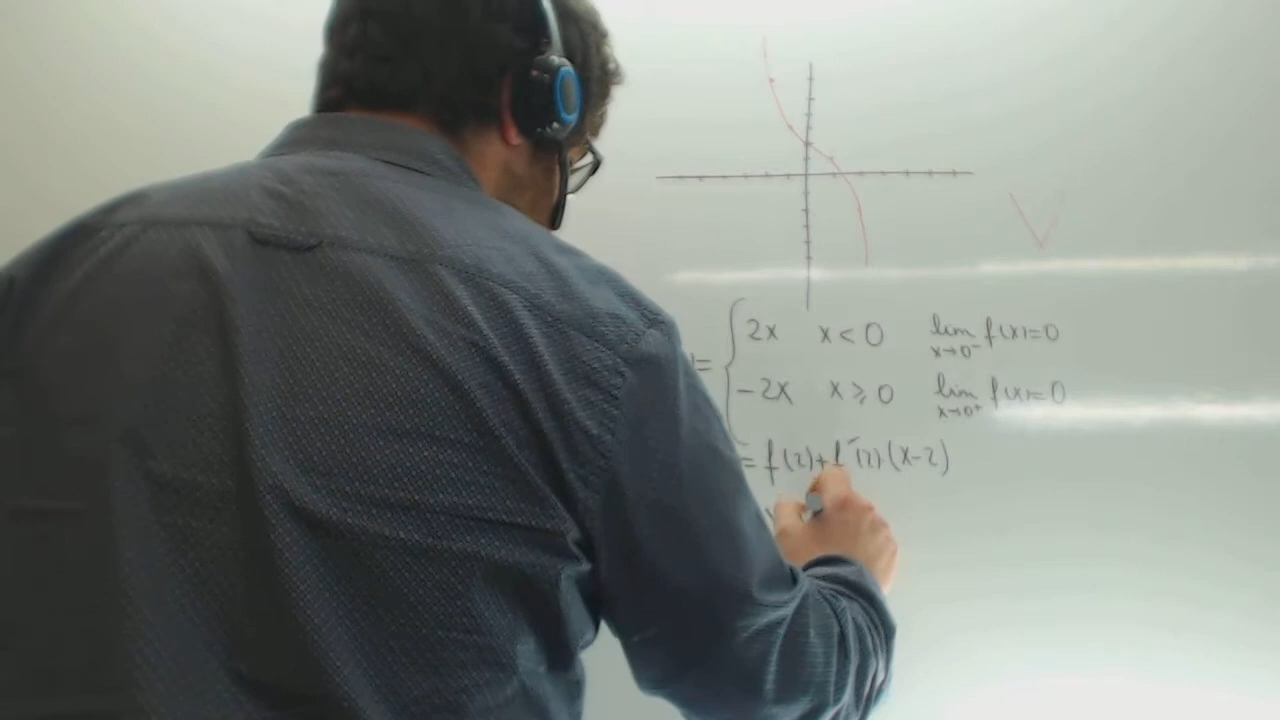 = { 2x x < 0 lim x→0⁻ f(x)=0
-2x x ⩾ 0 lim x→0⁺ f(x)=0
= f(2)+f'(2)·(x-2)